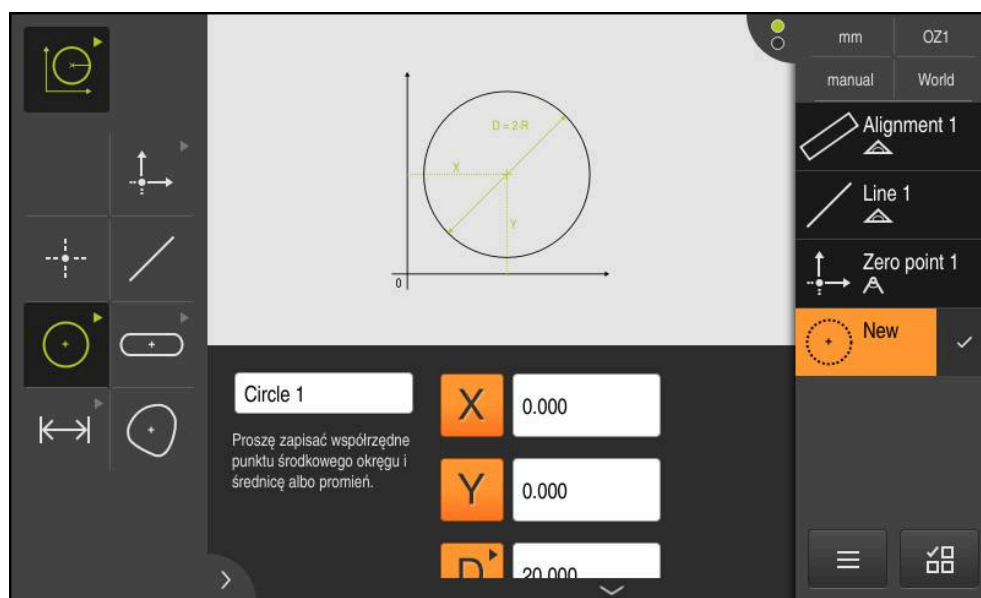 mm
OZ1
manual
World
D = 2·R
X
Y
0
Alignment 1
Line 1
Zero point 1
New
Circle 1
Proszę zapisać współrzędne
punktu środkowego okręgu i
średnicę albo promień.
X
0.000
Y
0.000
D
20.000